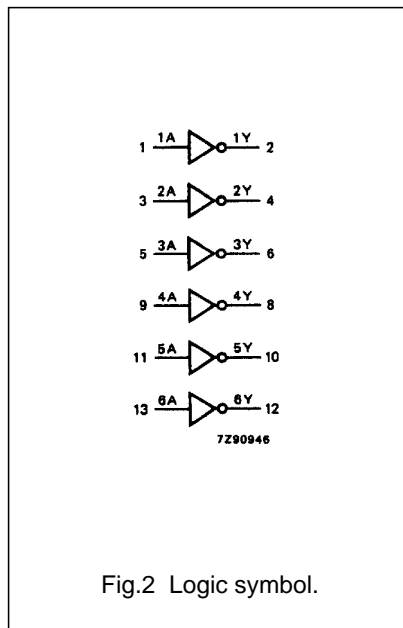 1 1A 1Y 2
3 2A 2Y 4
5 3A 3Y 6
9 4A 4Y 8
11 5A 5Y 10
13 6A 6Y 12
7Z90946
Fig.2 Logic symbol.